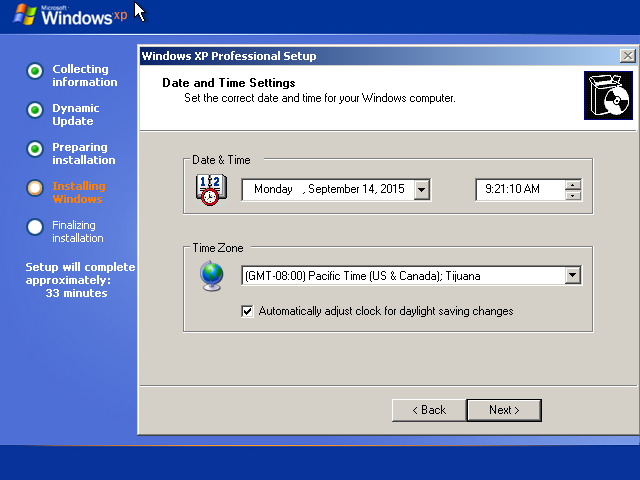 Microsoft
Windows xp
Collecting
information
Dynamic
Update
Preparing
installation
Installing
Windows
Finalizing
installation
Setup will complete
approximately:
33 minutes
Windows XP Professional Setup
Date and Time Settings
Set the correct date and time for your Windows computer.
Date & Time
12
Monday , September 14, 2015
9:21:10 AM
Time Zone
(GMT-08:00) Pacific Time (US & Canada); Tijuana
Automatically adjust clock for daylight saving changes
< Back
Next >